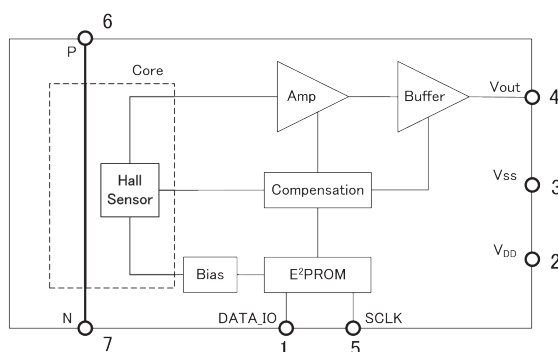 6
P
Core
Amp
Buffer
Vout
4
Hall
Sensor
Compensation
VSS
3
VDD
2
Bias
E²PROM
N
DATA_IO
SCLK
7
1
5